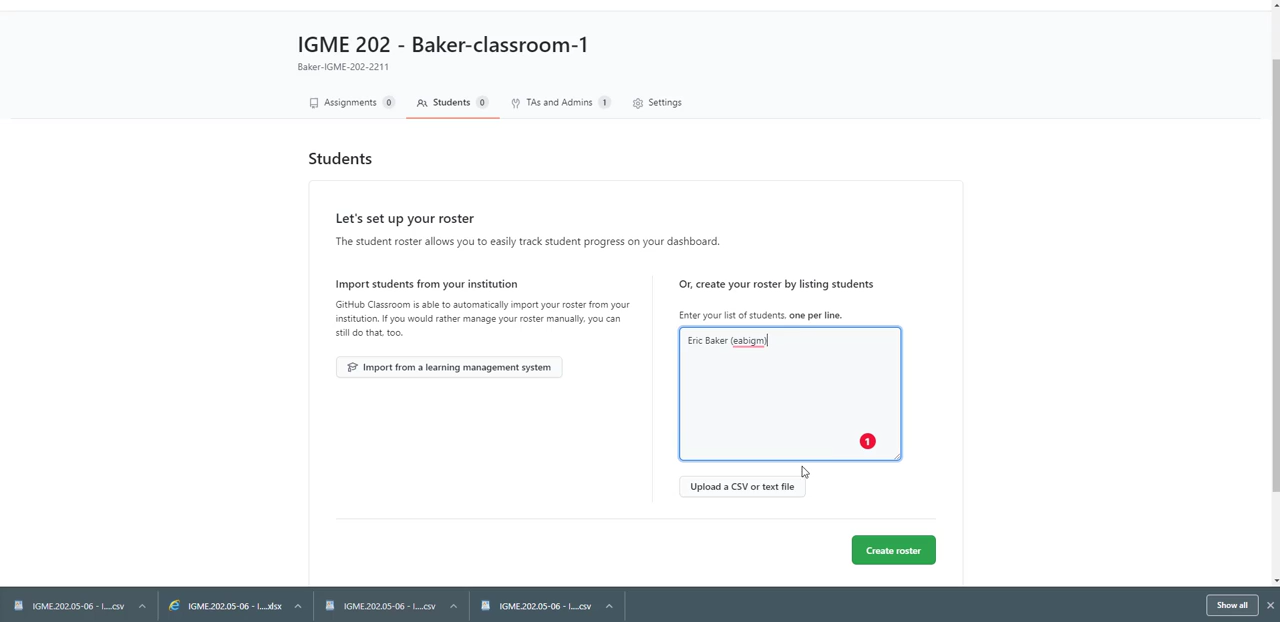 IGME 202 - Baker-classroom-1
Baker-IGME-202-2211
Assignments 0 Students 0 TAs and Admins 1 Settings
Students
Let's set up your roster
The student roster allows you to easily track student progress on your dashboard.
Import students from your institution
GitHub Classroom is able to automatically import your roster from your
institution. If you would rather manage your roster manually, you can
still do that, too.
Import from a learning management system
Or, create your roster by listing students
Enter your list of students, one per line.
Eric Baker (eabigm)
1
Upload a CSV or text file
Create roster
IGME.202.05-06 - I....csv IGME.202.05-06 - I....xlsx IGME.202.05-06 - I....csv IGME.202.05-06 - I....csv Show all